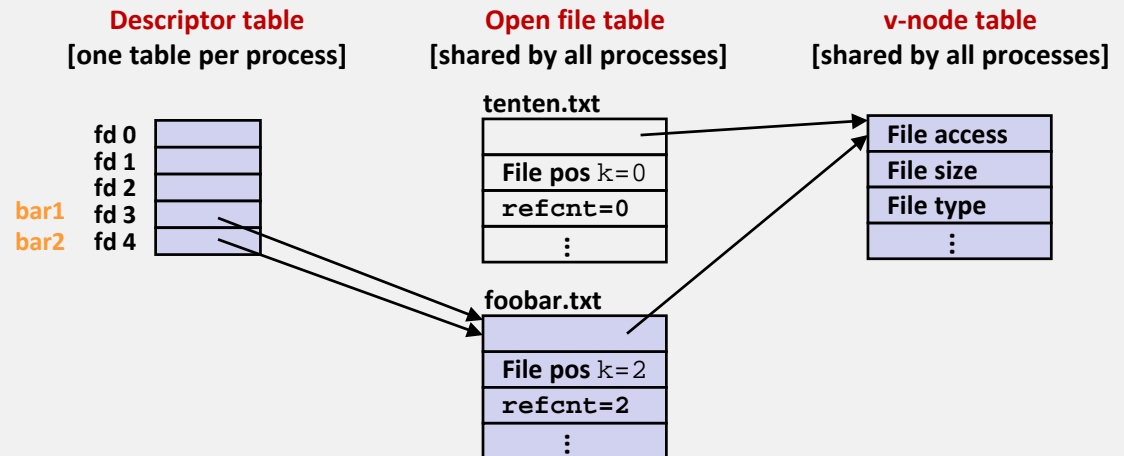 Descriptor table
[one table per process]
Open file table
[shared by all processes]
v-node table
[shared by all processes]
fd 0
fd 1
fd 2
bar1 fd 3
bar2 fd 4
tenten.txt
File pos k=0
refcnt=0
⋮
foobar.txt
File pos k=2
refcnt=2
⋮
File access
File size
File type
⋮